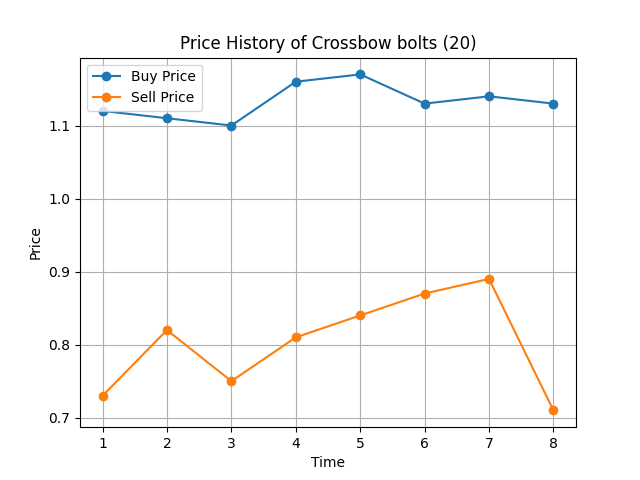 Price History of Crossbow bolts (20)
Buy Price
Sell Price
1.1
1.0
0.9
0.8
0.7
Price
1 2 3 4 5 6 7 8
Time